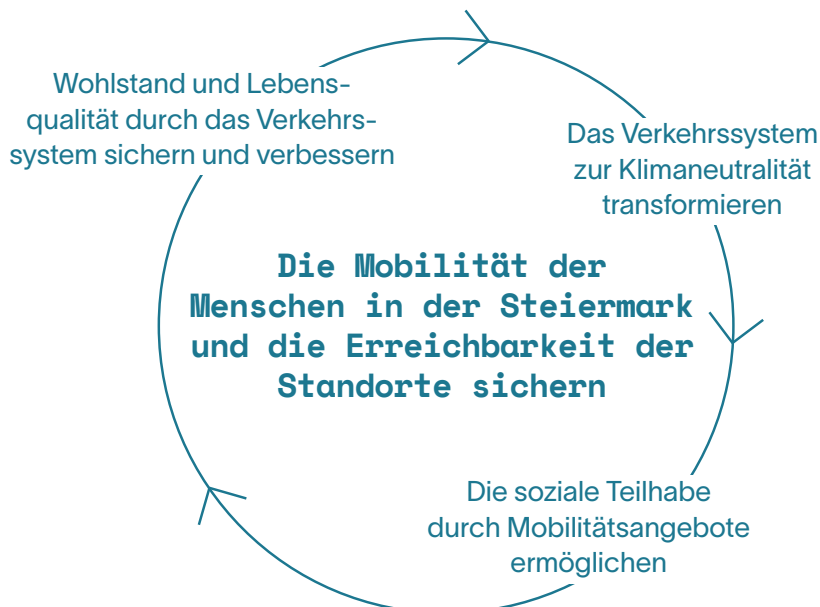 Wohlstand und Lebens-
qualität durch das Verkehrs-
system sichern und verbessern
Das Verkehrssystem
zur Klimaneutralität
transformieren
Die Mobilität der
Menschen in der Steiermark
und die Erreichbarkeit der
Standorte sichern
Die soziale Teilhabe
durch Mobilitätsangebote
ermöglichen